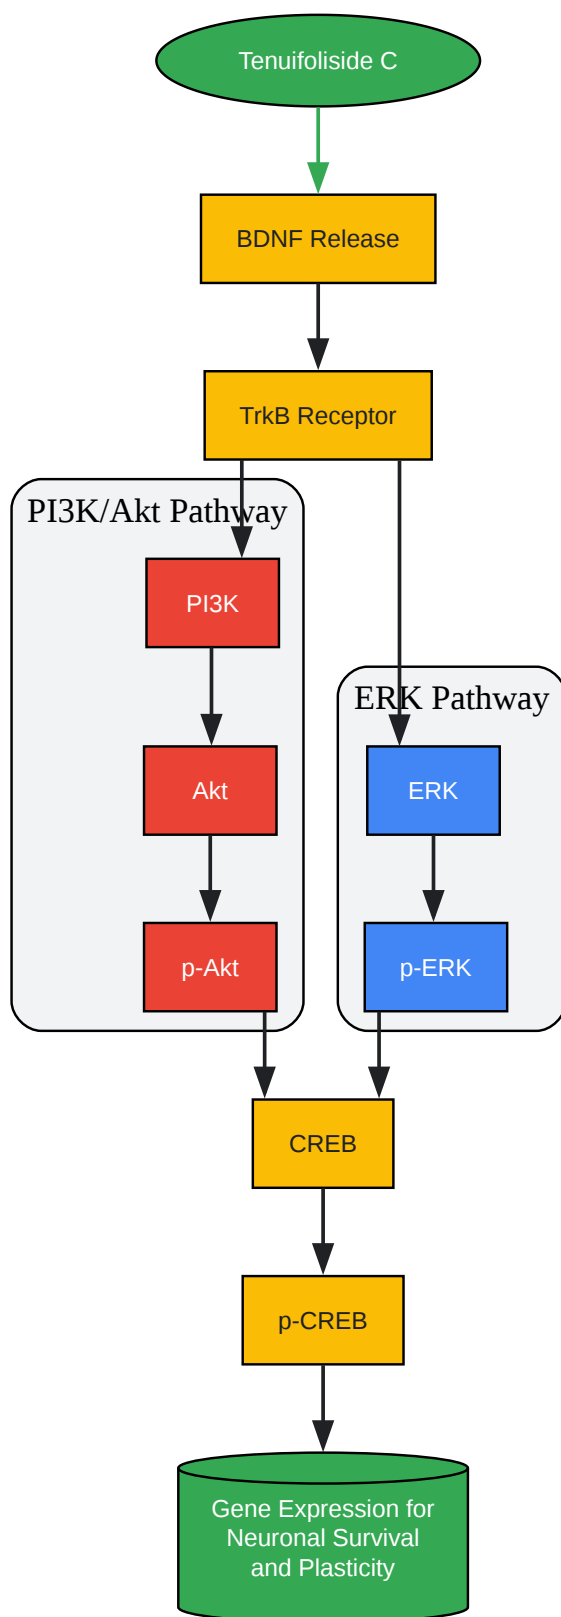 Tenuifoliside C
BDNF Release
TrkB Receptor
PI3K/Akt Pathway
PI3K
ERK Pathway
Akt
ERK
p-Akt
p-ERK
CREB
p-CREB
Gene Expression for
Neuronal Survival
and Plasticity